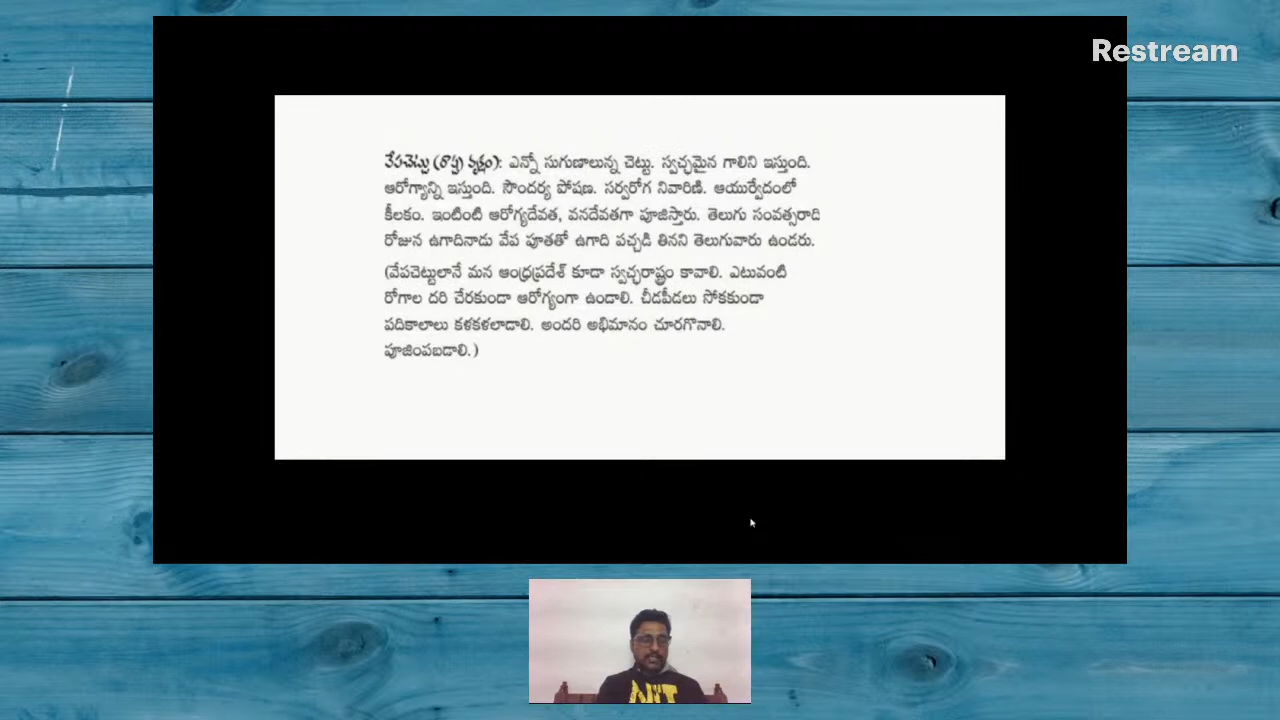 Restream
వేపచెట్టు (రాష్ట్ర వృక్షం): ఎన్నో సుగుణాలున్న చెట్టు. స్వచ్ఛమైన గాలిని ఇస్తుంది.
ఆరోగ్యాన్ని ఇస్తుంది. సౌందర్య పోషణ. సర్వరోగ నివారిణి. ఆయుర్వేదంలో
కీలకం. ఇంటింటి ఆరోగ్యదేవత, వనదేవతగా పూజిస్తారు. తెలుగు సంవత్సరాది
రోజున ఉగాదినాడు వేప పూతతో ఉగాది పచ్చడి తినని తెలుగువారు ఉండరు.
(వేపచెట్టులానే మన ఆంధ్రప్రదేశ్ కూడా స్వచ్ఛరాష్ట్రం కావాలి. ఎటువంటి
రోగాల దరి చేరకుండా ఆరోగ్యంగా ఉండాలి. చీడపీడలు సోకకుండా
పదికాలాలు కళకళలాడాలి. అందరి అభిమానం చూరగొనాలి.
పూజింపబడాలి.)